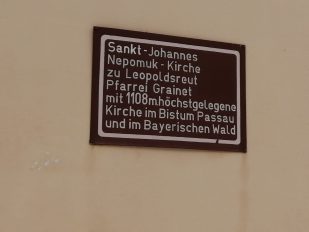 Sankt-Johannes
Nepomuk-Kirche
zu Leopoldsreut
Pfarrei Grainet
mit 1108m höchstgelegene
Kirche im Bistum Passau
und im Bayerischen Wald